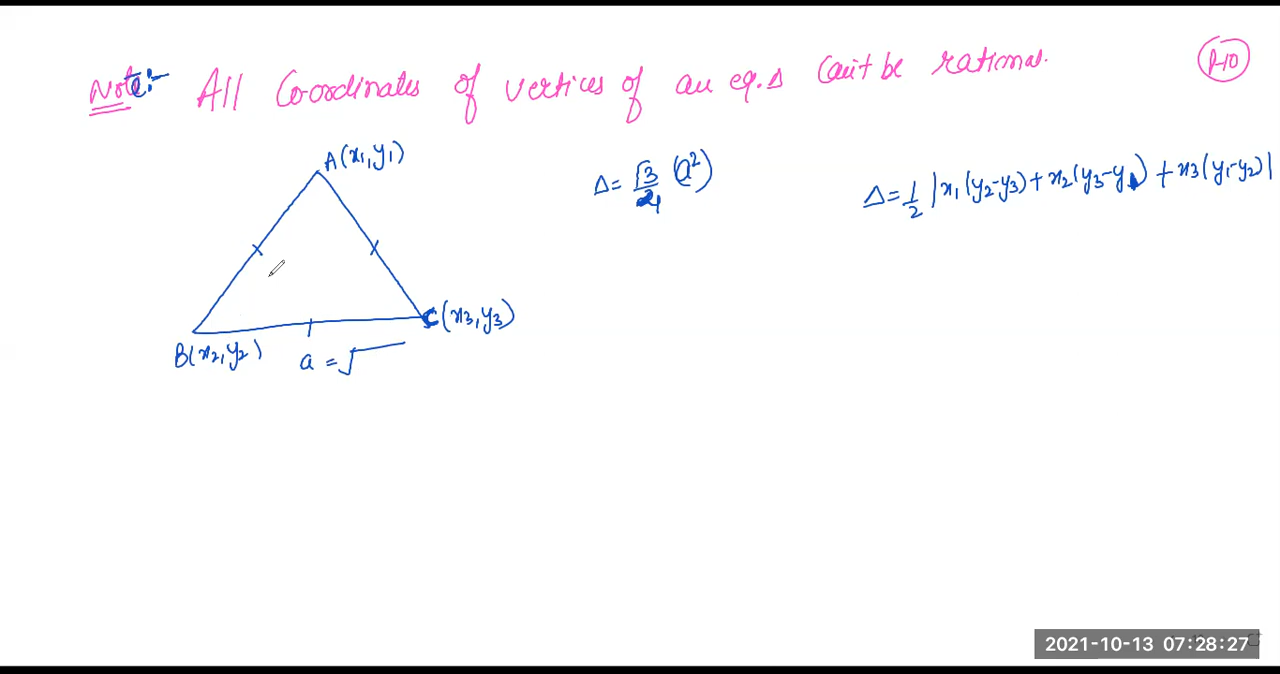 Note:- All Coordinates of vertices of an eq.Δ Can't be rational.
P-10
A(x₁,y₁)
Δ=√3/4 (a²)
Δ=1/2 |x₁(y₂-y₃)+x₂(y₃-y₁)+x₃(y₁-y₂)|
C(x₃,y₃)
B(x₂,y₂)
a=√
2021-10-13 07:28:27